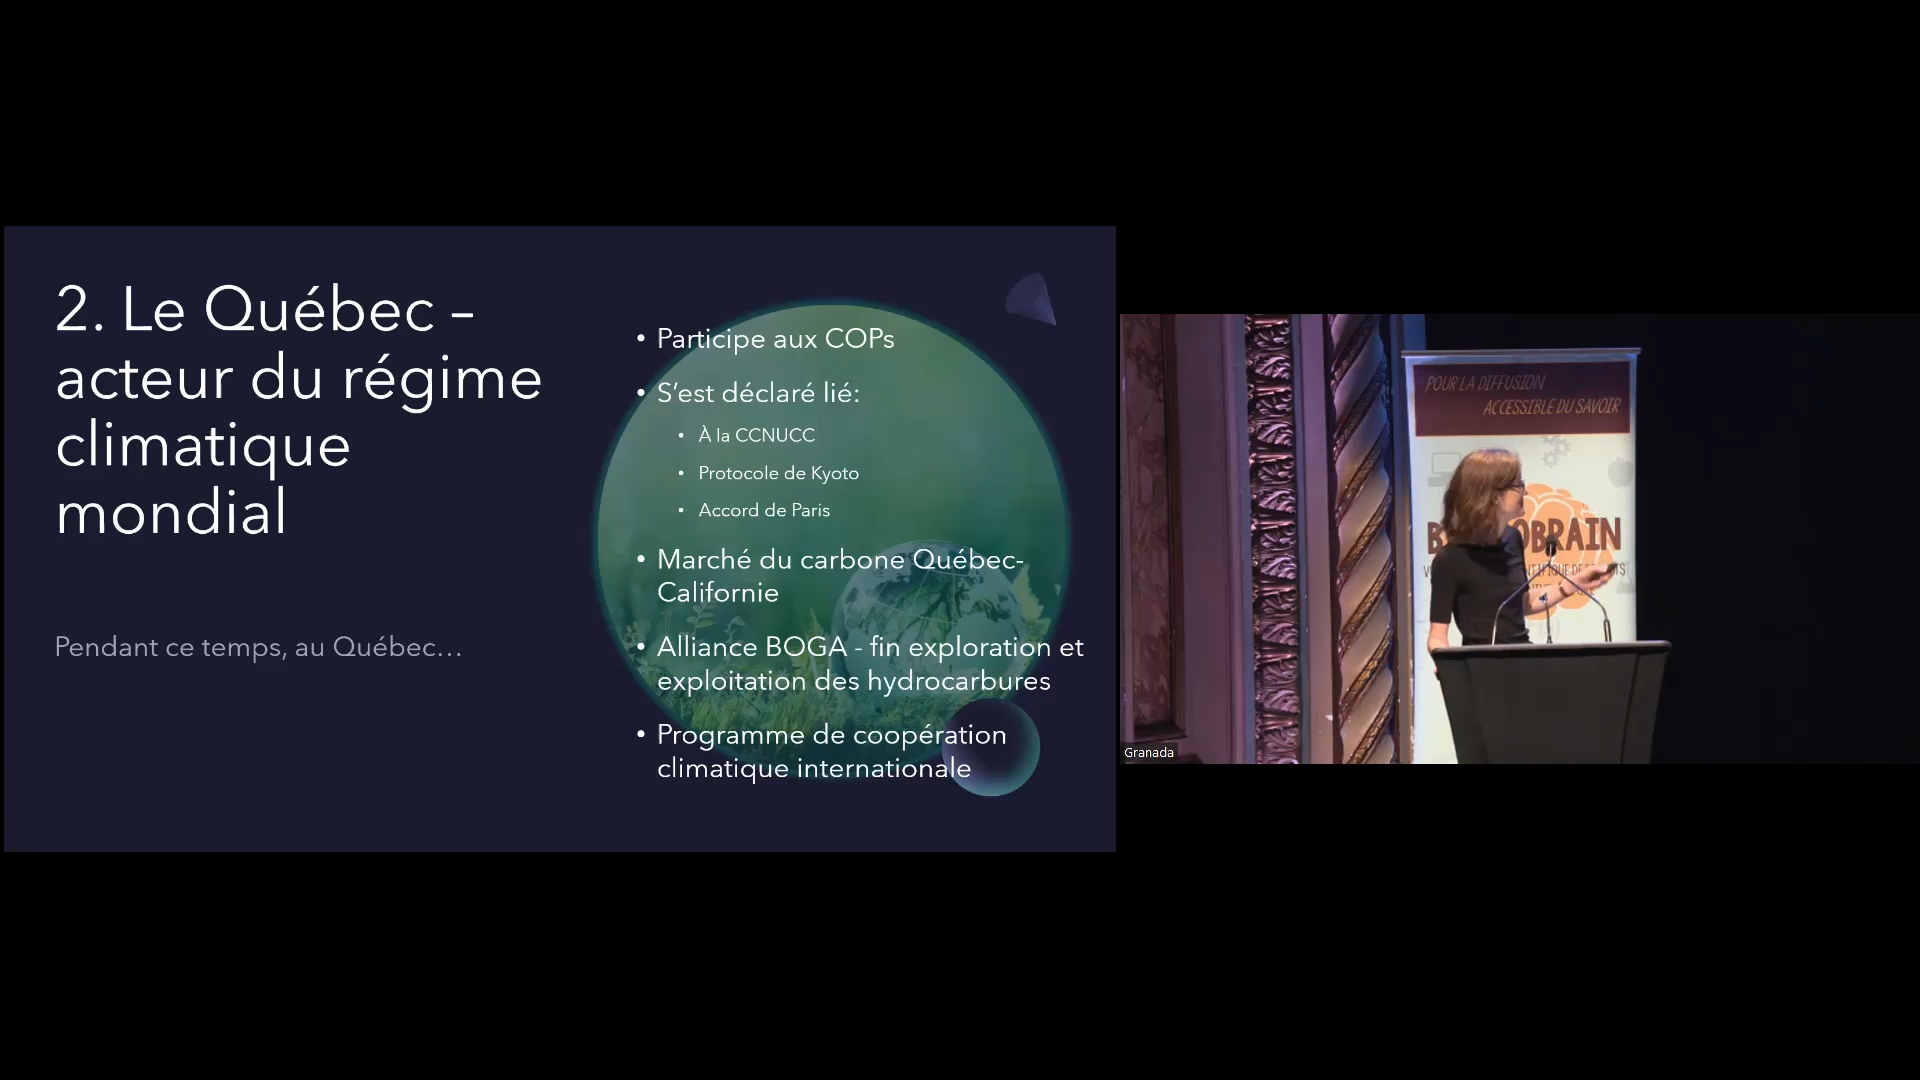 2. Le Québec –
acteur du régime
climatique
mondial
Pendant ce temps, au Québec…
• Participe aux COPs
• S’est déclaré lié:
• À la CCNUCC
• Protocole de Kyoto
• Accord de Paris
• Marché du carbone Québec-
Californie
• Alliance BOGA - fin exploration et
exploitation des hydrocarbures
• Programme de coopération
climatique internationale
POUR LA DIFFUSION
ACCESSIBLE DU SAVOIR
Granada